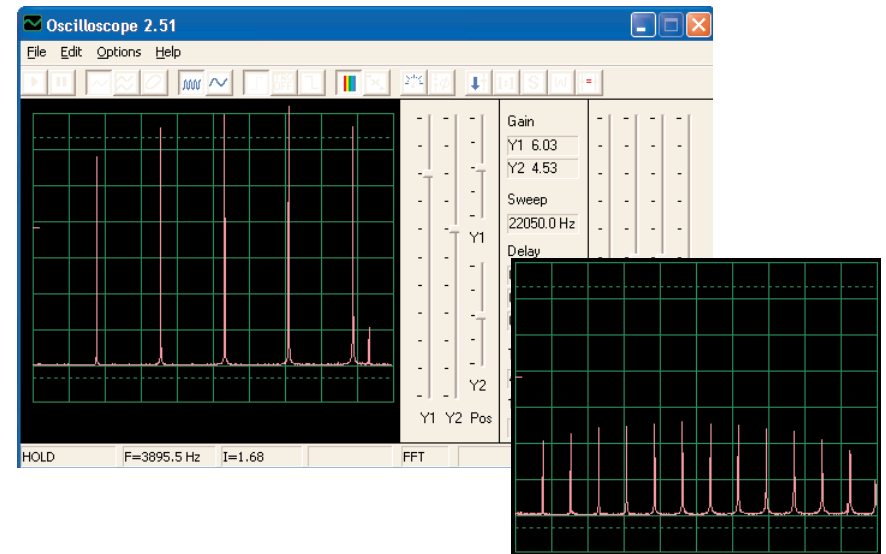 Oscilloscope 2.51
File Edit Options Help
Gain
Y1 6.03
Y2 4.53
Sweep
22050.0 Hz
Delay
Y1
Y2
Y1 Y2 Pos
HOLD F=3895.5 Hz I=1.68 FFT